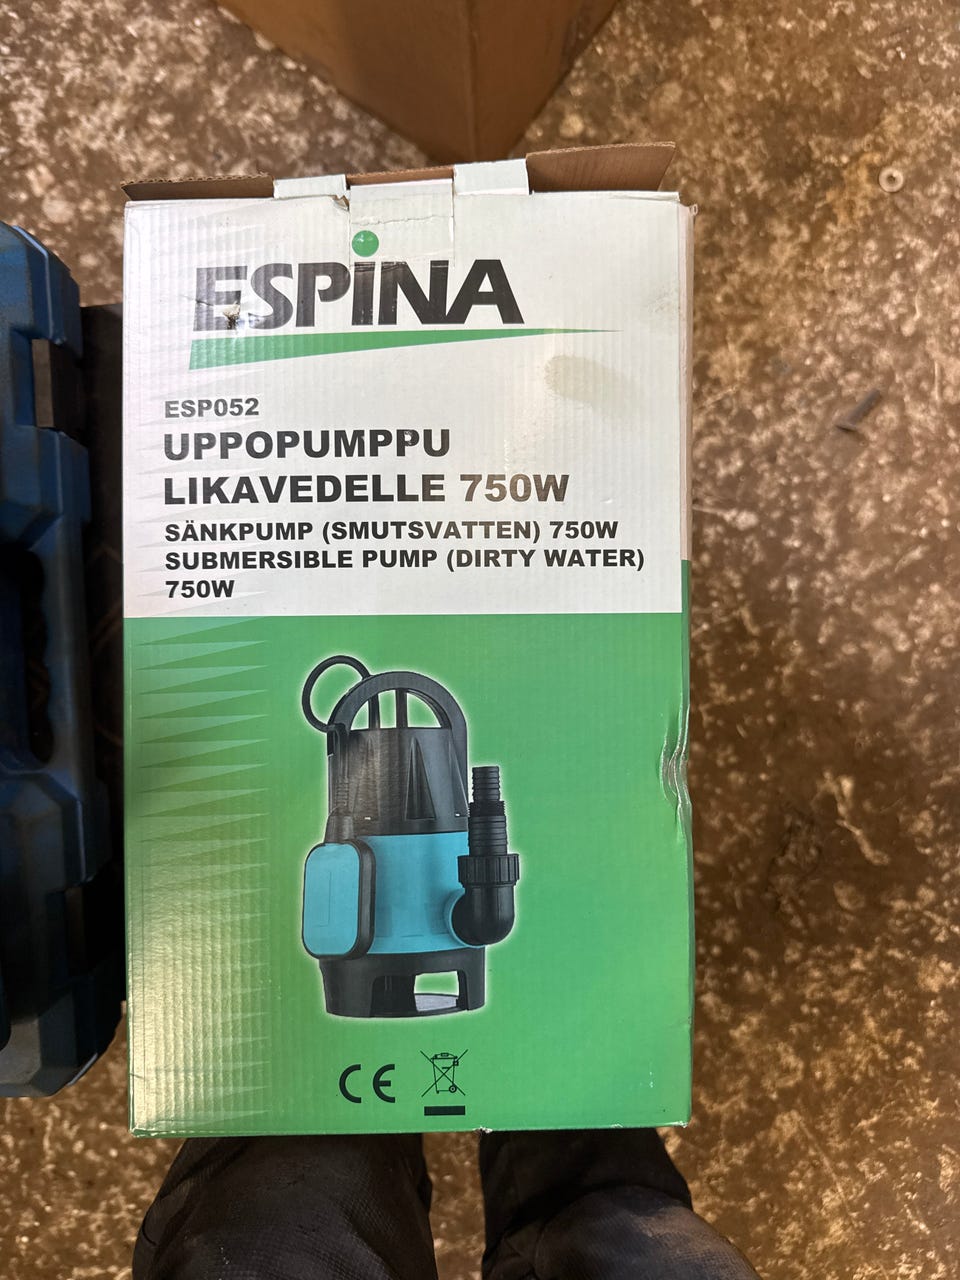 ESPiNA
ESP052
UPPOPUMPPU
LIKAVEDELLE 750W
SÄNKPUMP (SMUTSVATTEN) 750W
SUBMERSIBLE PUMP (DIRTY WATER)
750W
CE